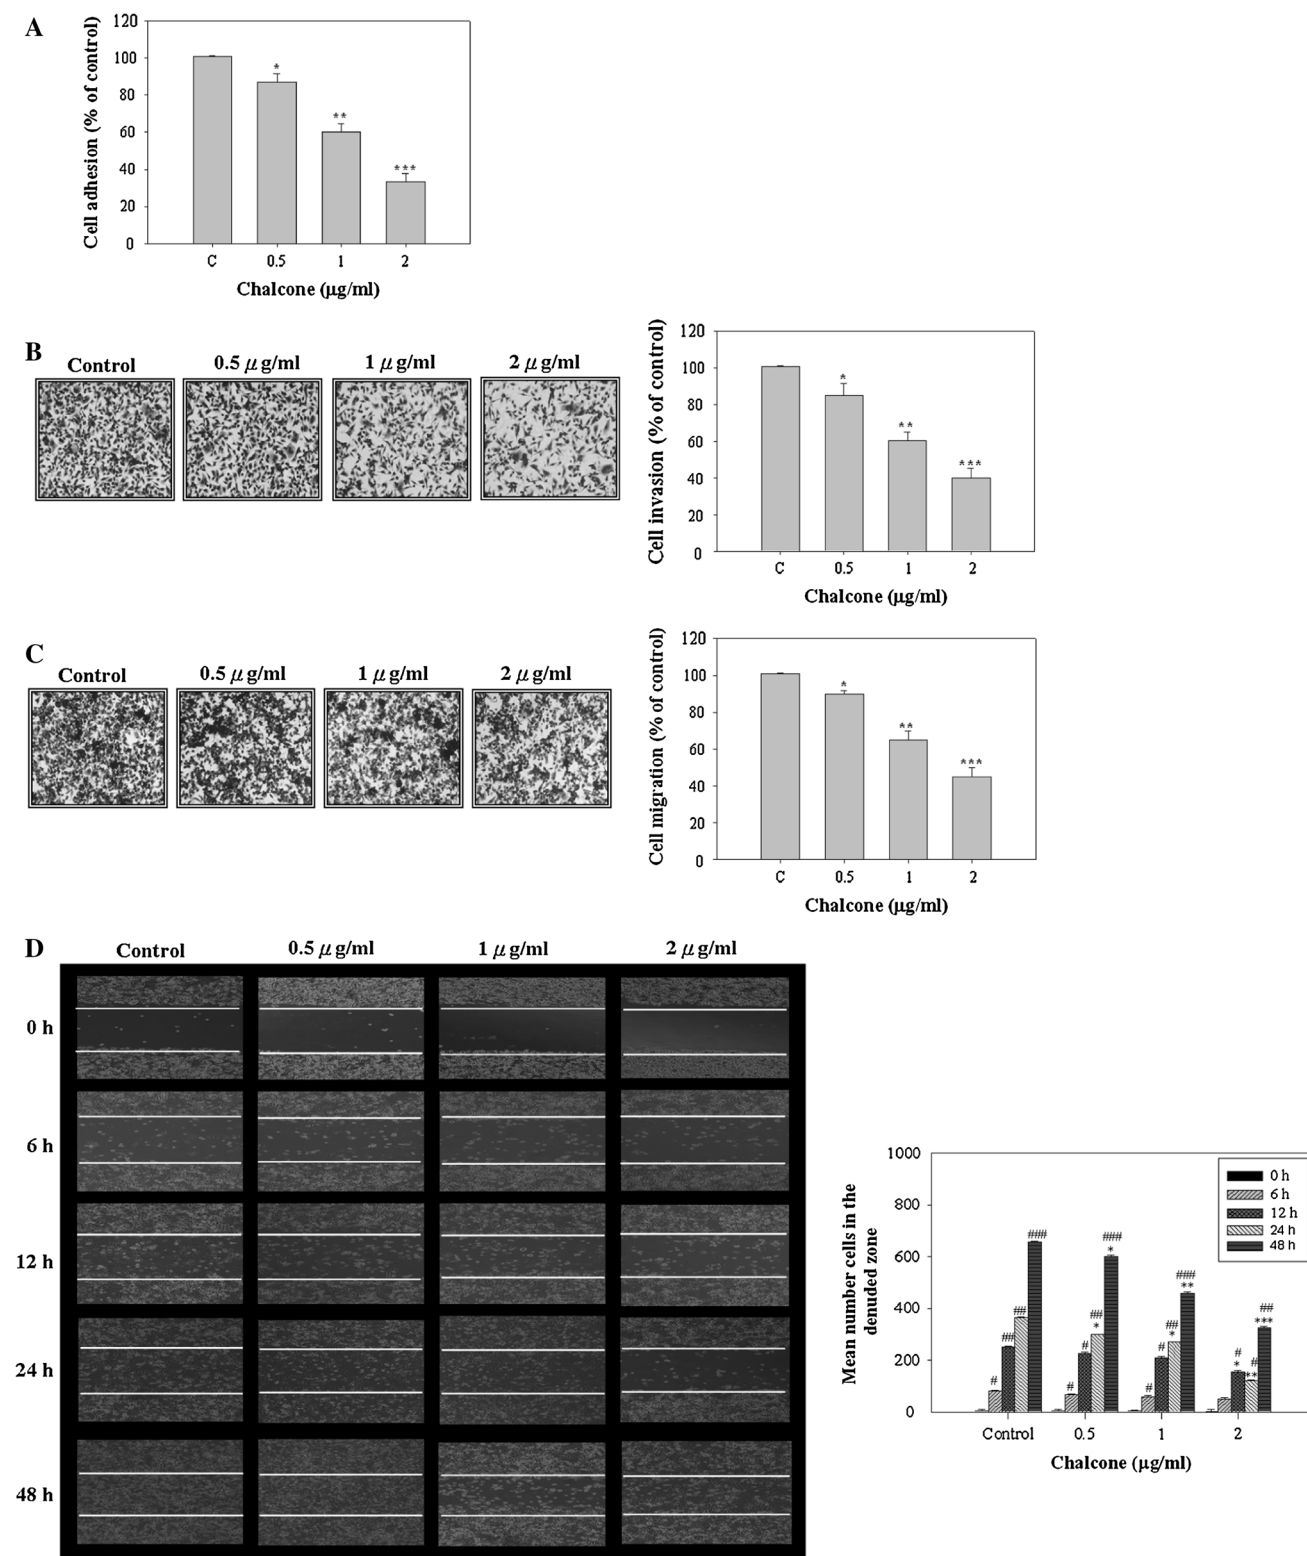 A
Cell adhesion (% of control)
120
100
80
60
40
20
0
*
**
***
C 0.5 1 2
Chalcone (μg/ml)
B
Control 0.5 μg/ml 1 μg/ml 2 μg/ml
Cell invasion (% of control)
120
100
80
60
40
20
0
*
**
***
C 0.5 1 2
Chalcone (μg/ml)
C
Control 0.5 μg/ml 1 μg/ml 2 μg/ml
Cell migration (% of control)
120
100
80
60
40
20
0
*
**
***
C 0.5 1 2
Chalcone (μg/ml)
D
Control 0.5 μg/ml 1 μg/ml 2 μg/ml
0 h
6 h
12 h
24 h
48 h
Mean number cells in the
denuded zone
1000
800
600
400
200
0
0 h
6 h
12 h
24 h
48 h
# ## ## ###
# # ## * ### *
# # ## * ### **
# * # ** ## ***
Control 0.5 1 2
Chalcone (μg/ml)